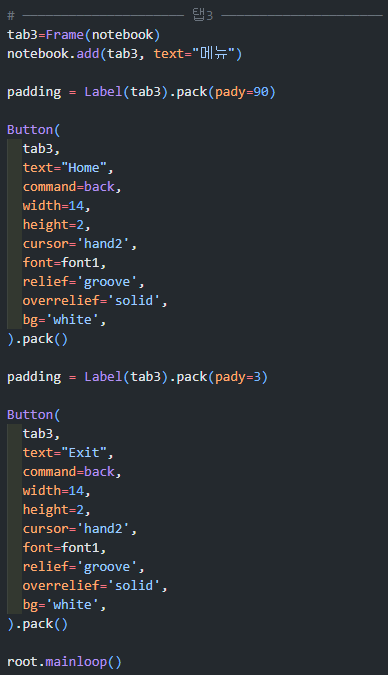 # ──────────────────── 탭3 ────────────────────
tab3=Frame(notebook)
notebook.add(tab3, text="메뉴")

padding = Label(tab3).pack(pady=90)

Button(
  tab3,
  text="Home",
  command=back,
  width=14,
  height=2,
  cursor='hand2',
  font=font1,
  relief='groove',
  overrelief='solid',
  bg='white',
).pack()

padding = Label(tab3).pack(pady=3)

Button(
  tab3,
  text="Exit",
  command=back,
  width=14,
  height=2,
  cursor='hand2',
  font=font1,
  relief='groove',
  overrelief='solid',
  bg='white',
).pack()

root.mainloop()